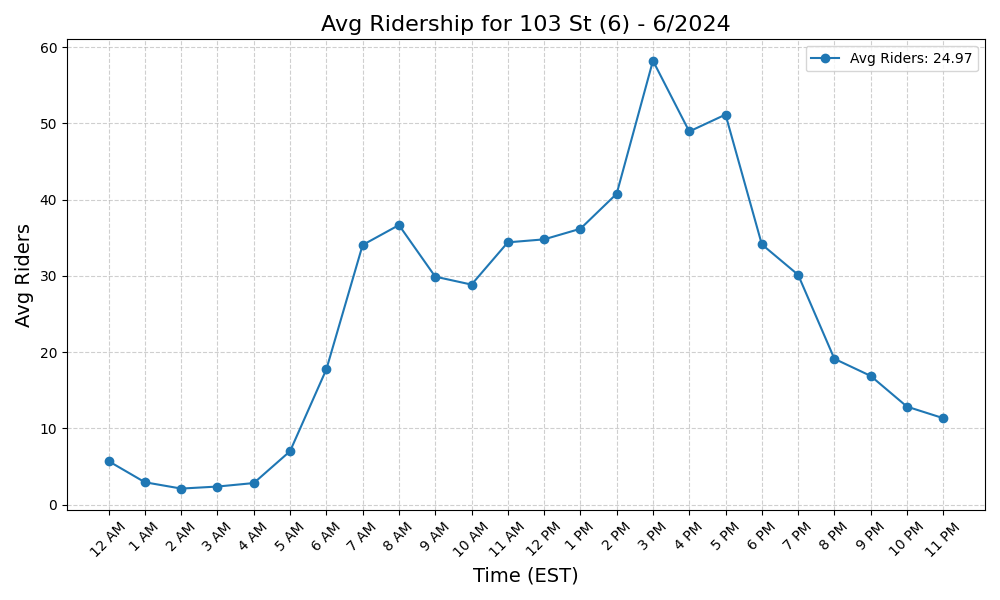 Avg Ridership for 103 St (6) - 6/2024
Avg Riders: 24.97
Avg Riders
60
50
40
30
20
10
0
12 AM
1 AM
2 AM
3 AM
4 AM
5 AM
6 AM
7 AM
8 AM
9 AM
10 AM
11 AM
12 PM
1 PM
2 PM
3 PM
4 PM
5 PM
6 PM
7 PM
8 PM
9 PM
10 PM
11 PM
Time (EST)